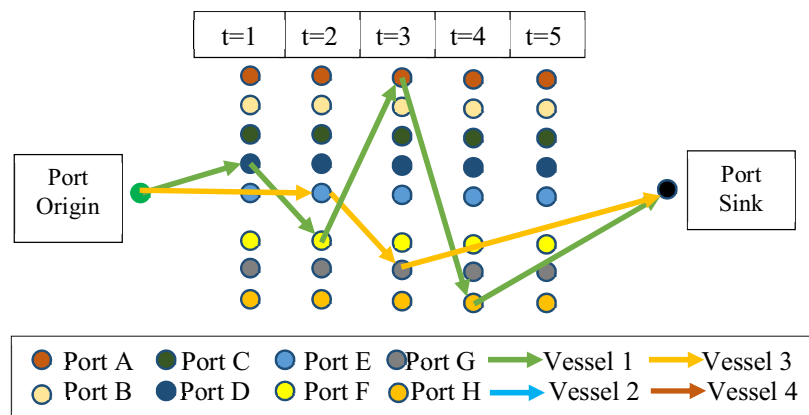 t=1 t=2 t=3 t=4 t=5
Port
Origin
Port
Sink
Port A Port C Port E Port G Vessel 1 Vessel 3
Port B Port D Port F Port H Vessel 2 Vessel 4